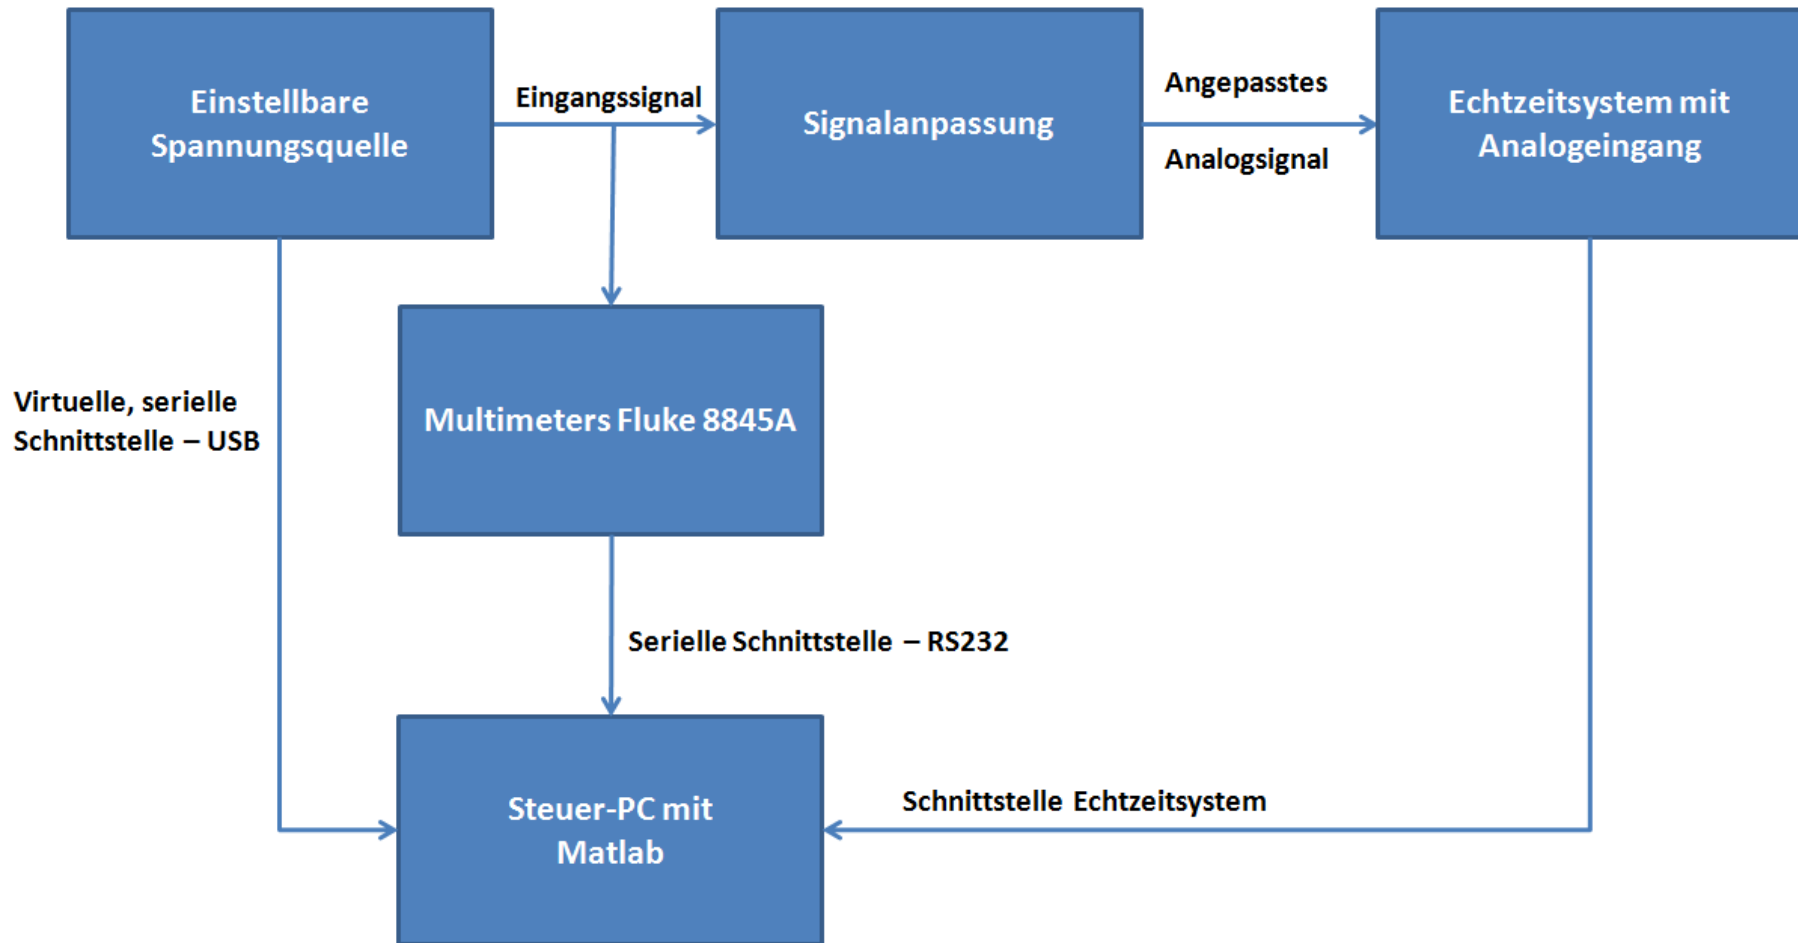 Einstellbare
Spannungsquelle
Eingangssignal
Signalanpassung
Angepasstes
Analogsignal
Echtzeitsystem mit
Analogeingang
Virtuelle, serielle
Schnittstelle – USB
Multimeters Fluke 8845A
Serielle Schnittstelle – RS232
Steuer-PC mit
Matlab
Schnittstelle Echtzeitsystem